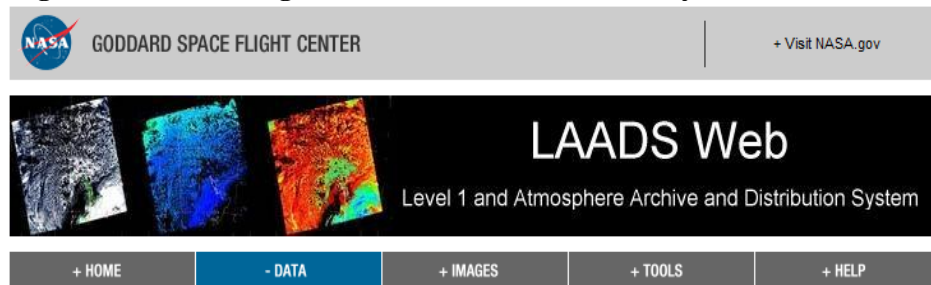 NASA
GODDARD SPACE FLIGHT CENTER
+ Visit NASA.gov
LAADS Web
Level 1 and Atmosphere Archive and Distribution System
+ HOME
- DATA
+ IMAGES
+ TOOLS
+ HELP